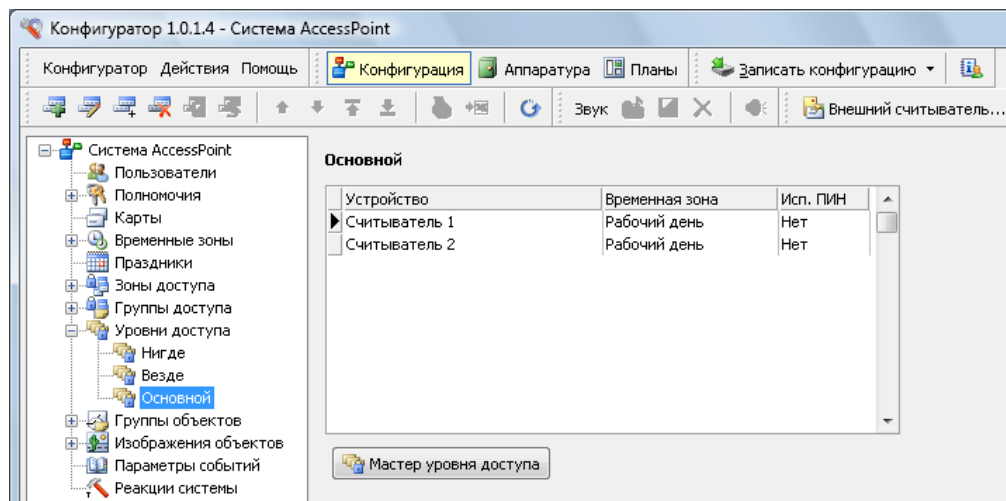 Конфигуратор 1.0.1.4 - Система AccessPoint
Конфигуратор Действия Помощь Конфигурация Аппаратура Планы Записать конфигурацию
Звук Внешний считыватель...
Система AccessPoint
Пользователи
Полномочия
Карты
Временные зоны
Праздники
Зоны доступа
Группы доступа
Уровни доступа
Нигде
Везде
Основной
Группы объектов
Изображения объектов
Параметры событий
Реакции системы
Основной
Устройство Временная зона Исп. ПИН
Считыватель 1 Рабочий день Нет
Считыватель 2 Рабочий день Нет
Мастер уровня доступа